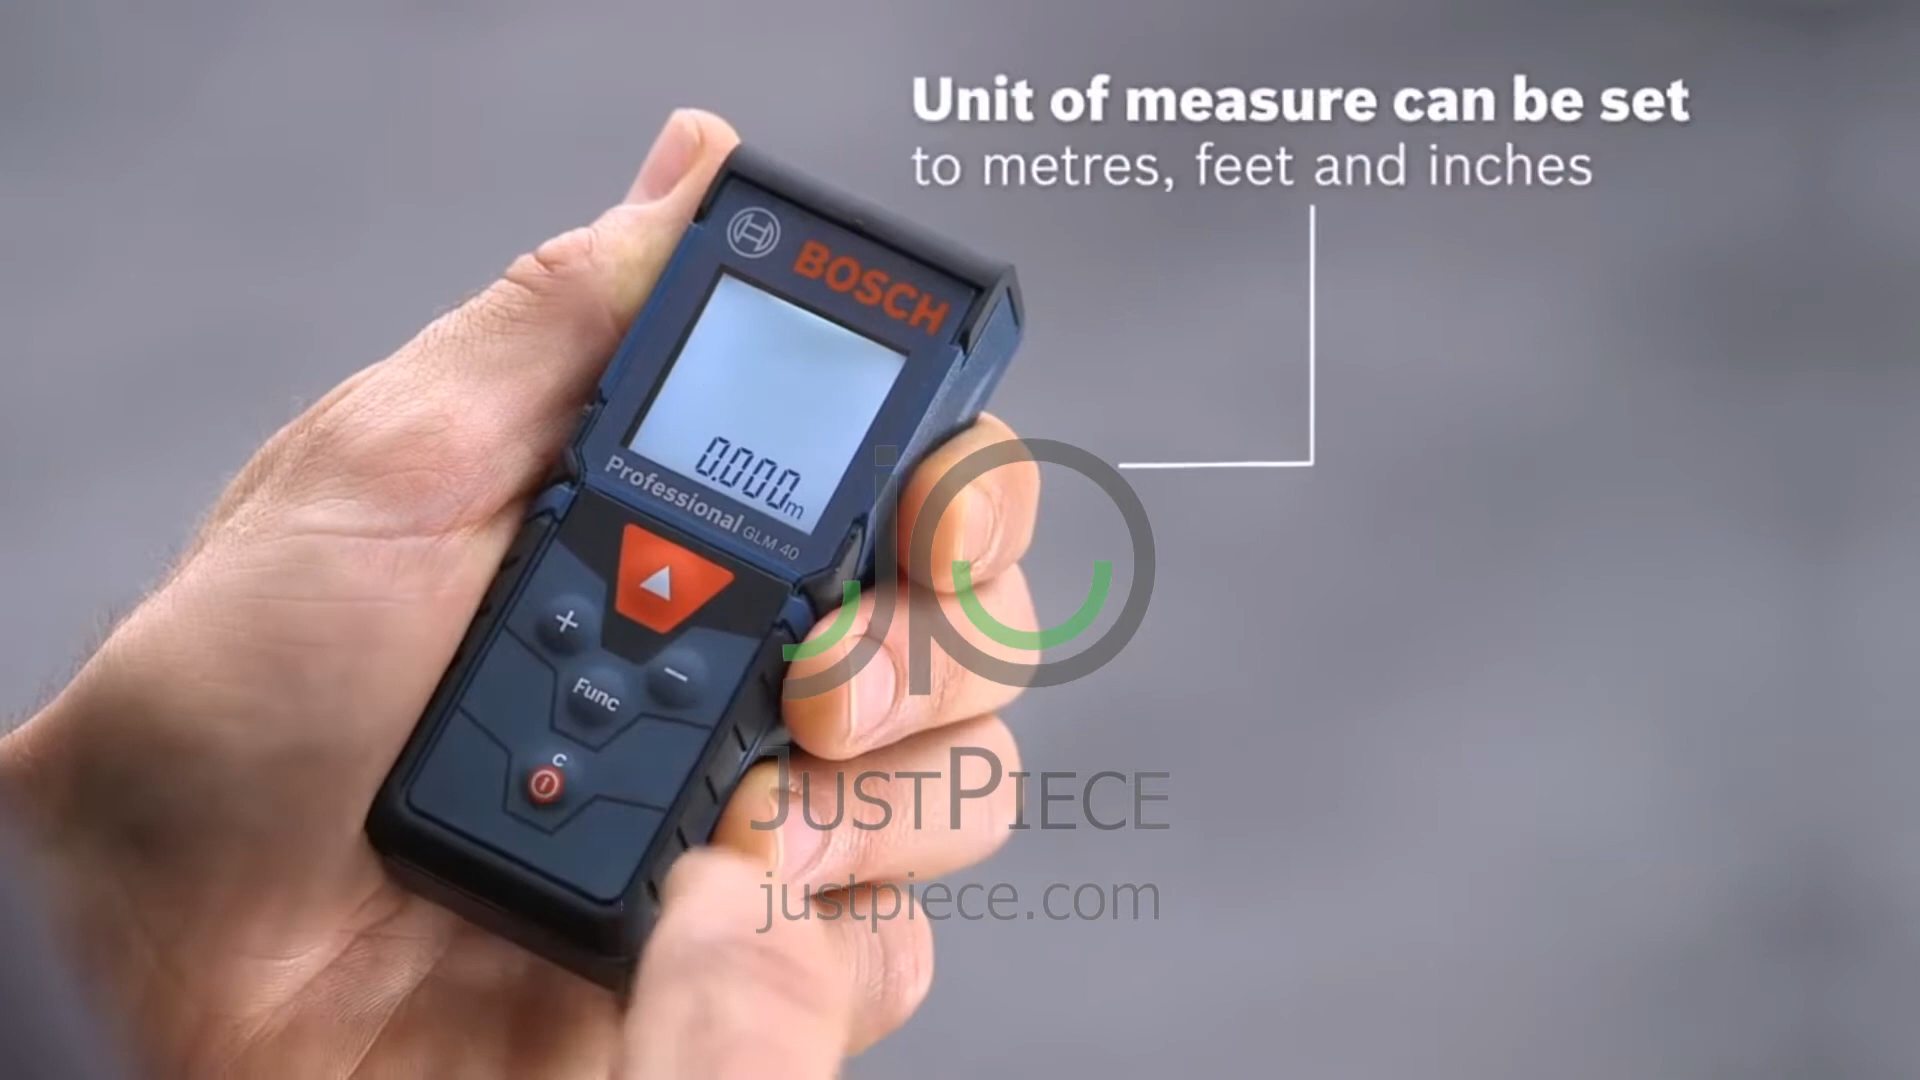 Unit of measure can be set
to metres, feet and inches
BOSCH
0.000m
Professional GLM 40
+
−
Func
C
jp
JUSTPIECE
justpiece.com